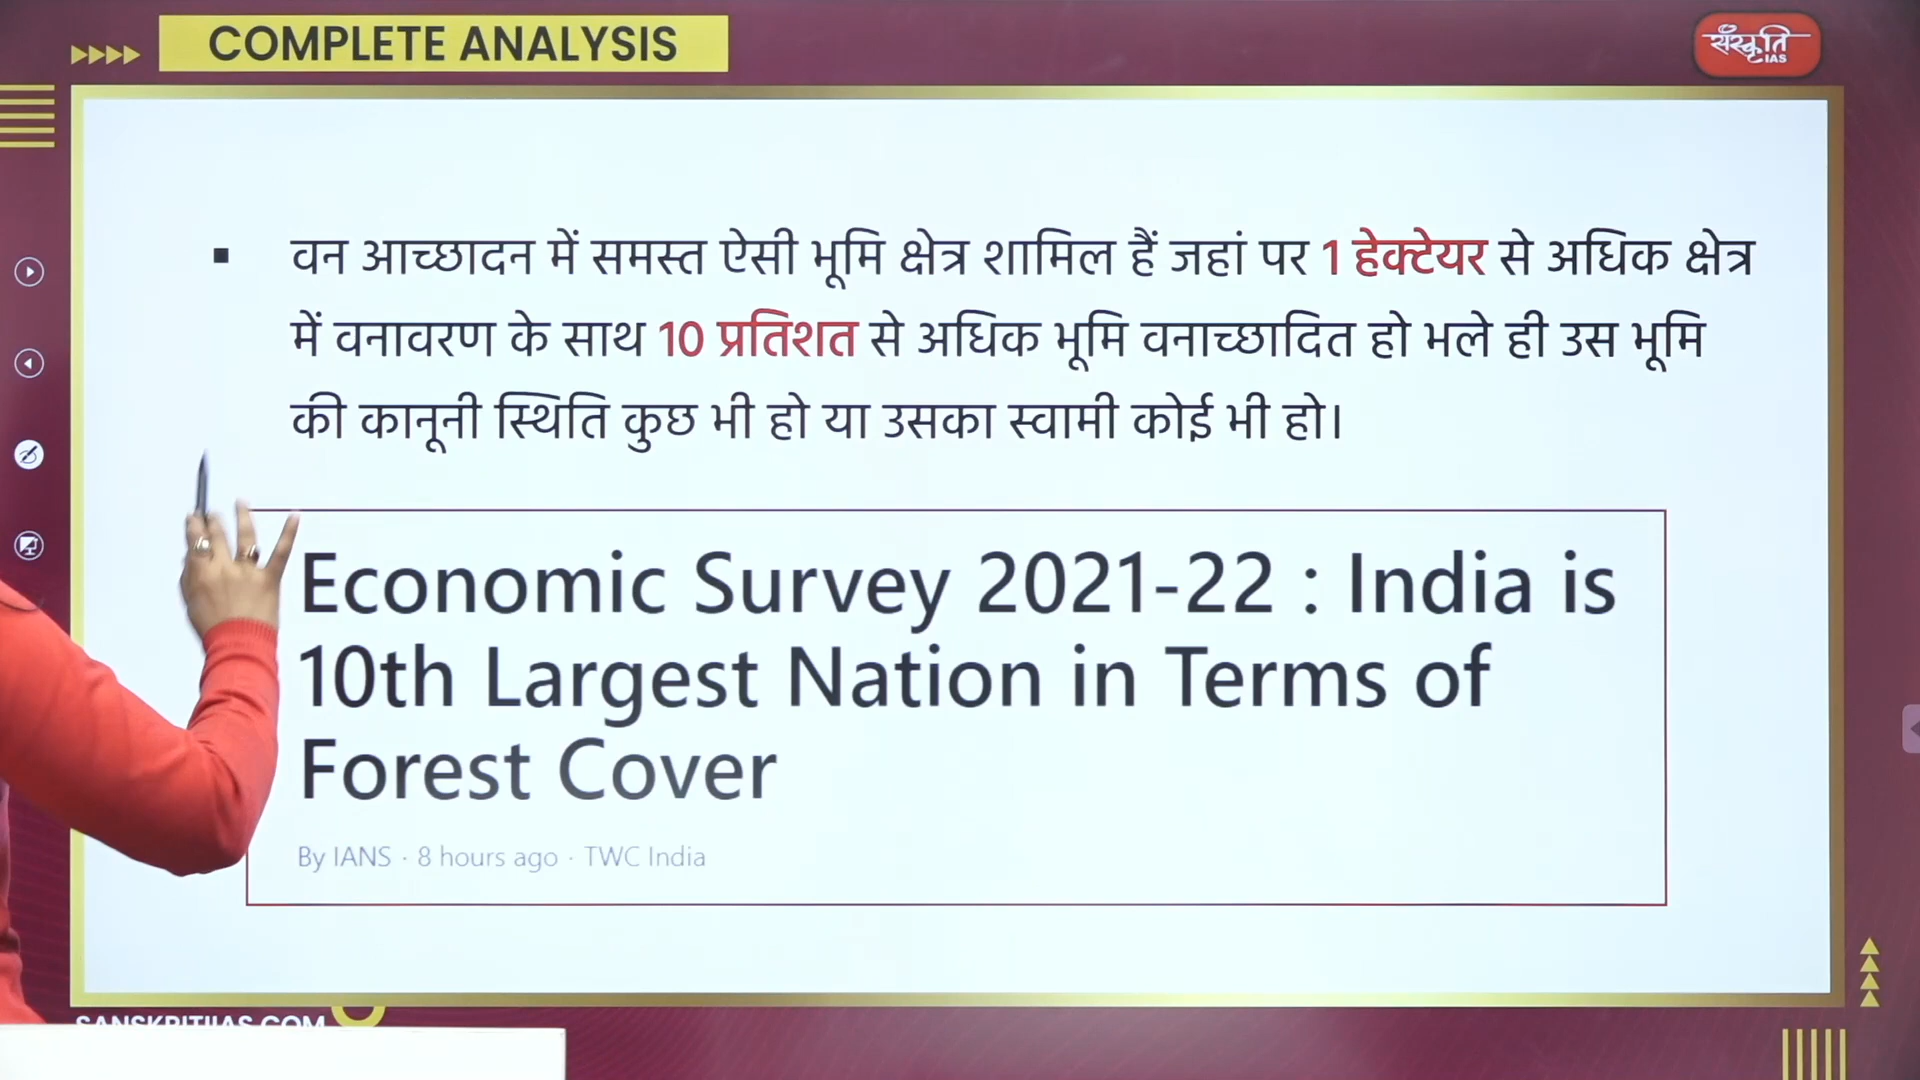 COMPLETE ANALYSIS
संस्कृति
IAS
वन आच्छादन में समस्त ऐसी भूमि क्षेत्र शामिल हैं जहां पर 1 हेक्टेयर से अधिक क्षेत्र
में वनावरण के साथ 10 प्रतिशत से अधिक भूमि वनाच्छादित हो भले ही उस भूमि
की कानूनी स्थिति कुछ भी हो या उसका स्वामी कोई भी हो।
Economic Survey 2021-22 : India is
10th Largest Nation in Terms of
Forest Cover
By IANS · 8 hours ago · TWC India
SANSKRITIIAS.COM